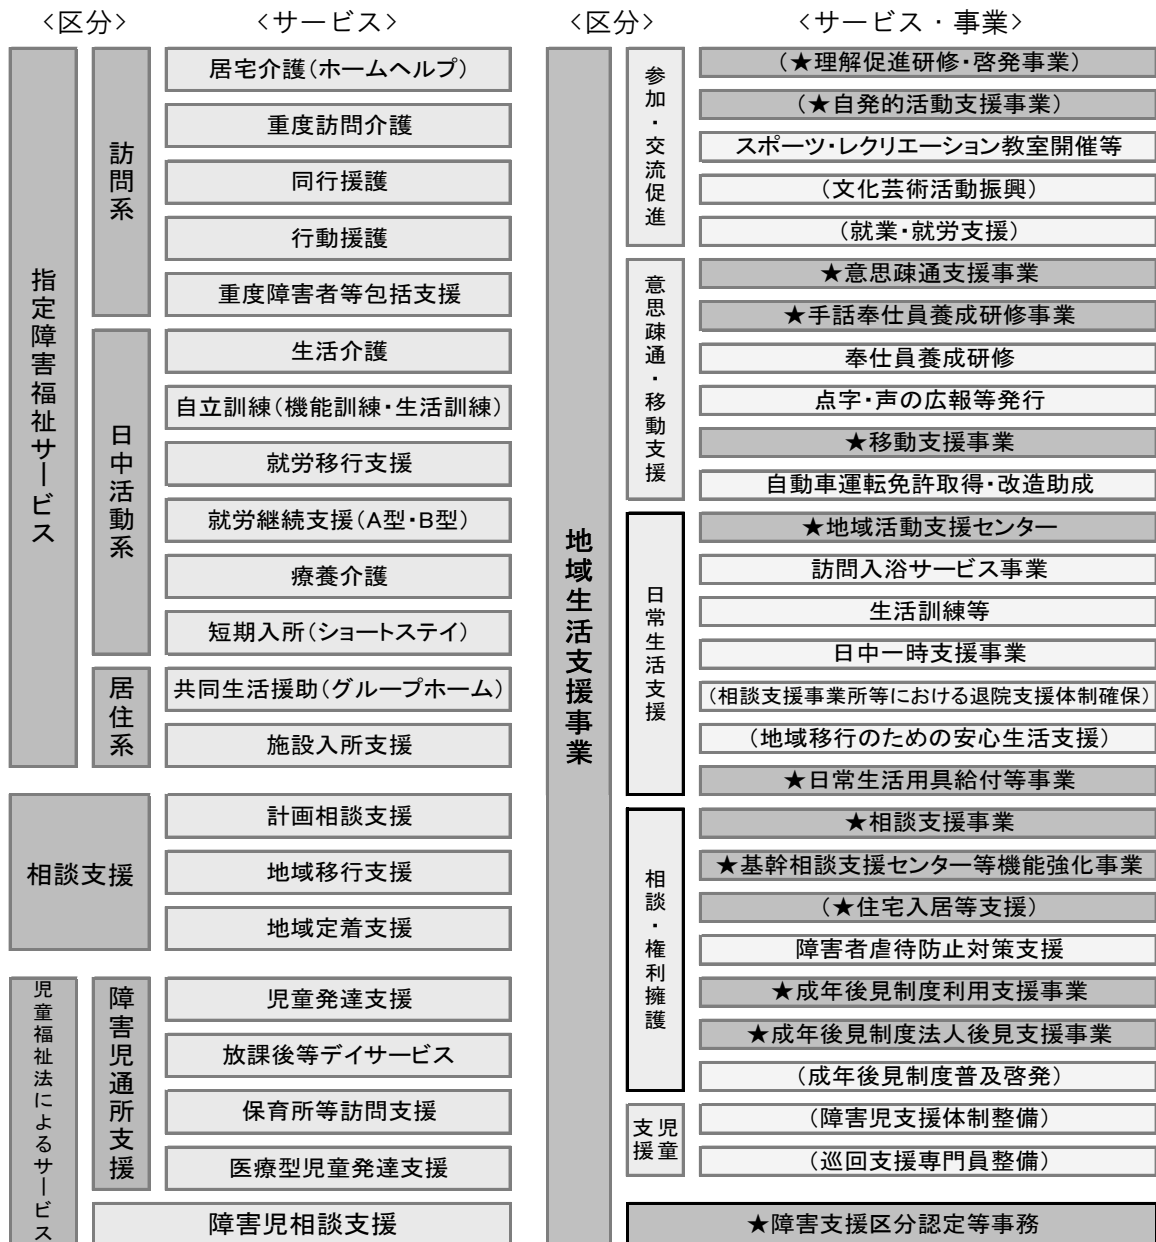 <区分>
<サービス>
指定障害福祉サービス
訪問系
居宅介護(ホームヘルプ)
重度訪問介護
同行援護
行動援護
重度障害者等包括支援
日中活動系
生活介護
自立訓練(機能訓練・生活訓練)
就労移行支援
就労継続支援(A型・B型)
療養介護
短期入所(ショートステイ)
居住系
共同生活援助(グループホーム)
施設入所支援
相談支援
計画相談支援
地域移行支援
地域定着支援
児童福祉法によるサービス
障害児通所支援
児童発達支援
放課後等デイサービス
保育所等訪問支援
医療型児童発達支援
障害児相談支援
<区分>
<サービス・事業>
地域生活支援事業
参加・交流促進
(★理解促進研修・啓発事業)
(★自発的活動支援事業)
スポーツ・レクリエーション教室開催等
(文化芸術活動振興)
(就業・就労支援)
意思疎通・移動支援
★意思疎通支援事業
★手話奉仕員養成研修事業
奉仕員養成研修
点字・声の広報等発行
★移動支援事業
自動車運転免許取得・改造助成
日常生活支援
★地域活動支援センター
訪問入浴サービス事業
生活訓練等
日中一時支援事業
(相談支援事業所等における退院支援体制確保)
(地域移行のための安心生活支援)
★日常生活用具給付等事業
相談・権利擁護
★相談支援事業
★基幹相談支援センター等機能強化事業
(★住宅入居等支援)
障害者虐待防止対策支援
★成年後見制度利用支援事業
★成年後見制度法人後見支援事業
(成年後見制度普及啓発)
児童
支援
(障害児支援体制整備)
(巡回支援専門員整備)
★障害支援区分認定等事務